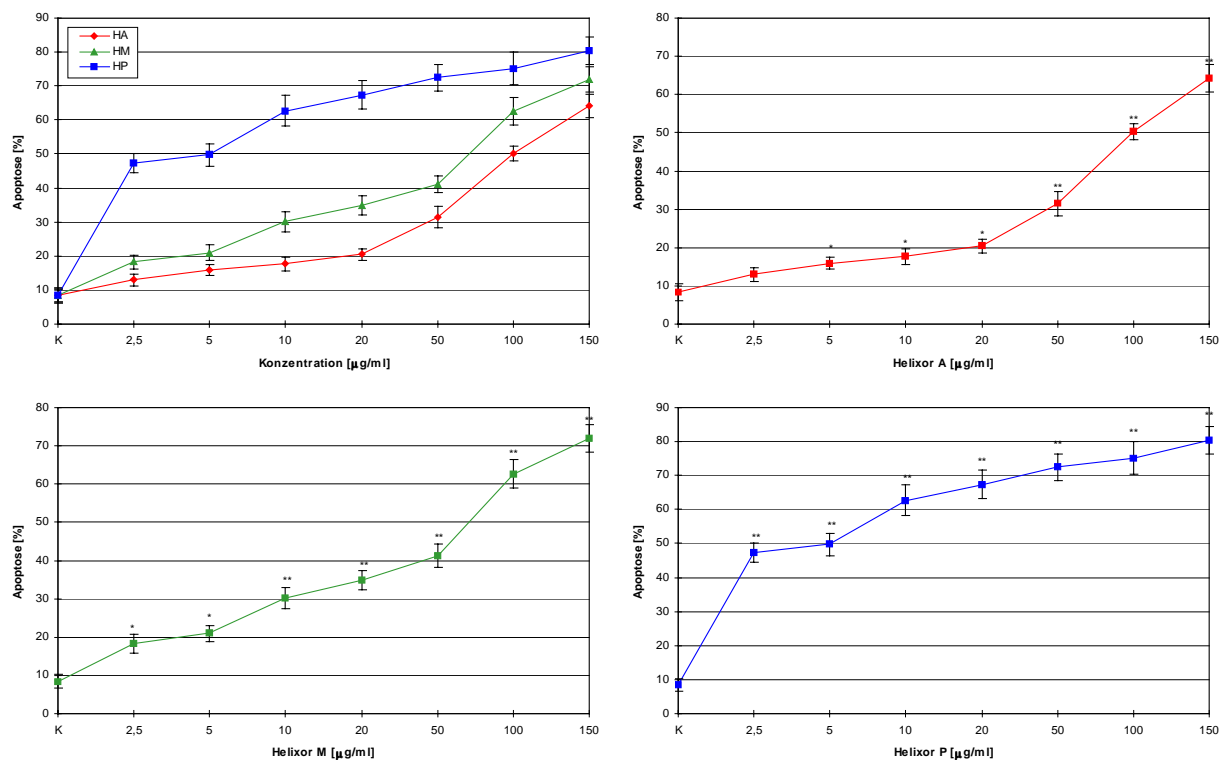 90
80
70
60
50
40
30
20
10
0
Apoptose [%]
HA
HM
HP
K 2,5 5 10 20 50 100 150
Konzentration [µg/ml]
80
70
60
50
40
30
20
10
0
Apoptose [%]
* * * ** ** **
K 2,5 5 10 20 50 100 150
Helixor A [µg/ml]
80
70
60
50
40
30
20
10
0
Apoptose [%]
* * ** ** ** ** **
K 2,5 5 10 20 50 100 150
Helixor M [µg/ml]
90
80
70
60
50
40
30
20
10
0
Apoptose [%]
** ** ** ** ** ** **
K 2,5 5 10 20 50 100 150
Helixor P [µg/ml]